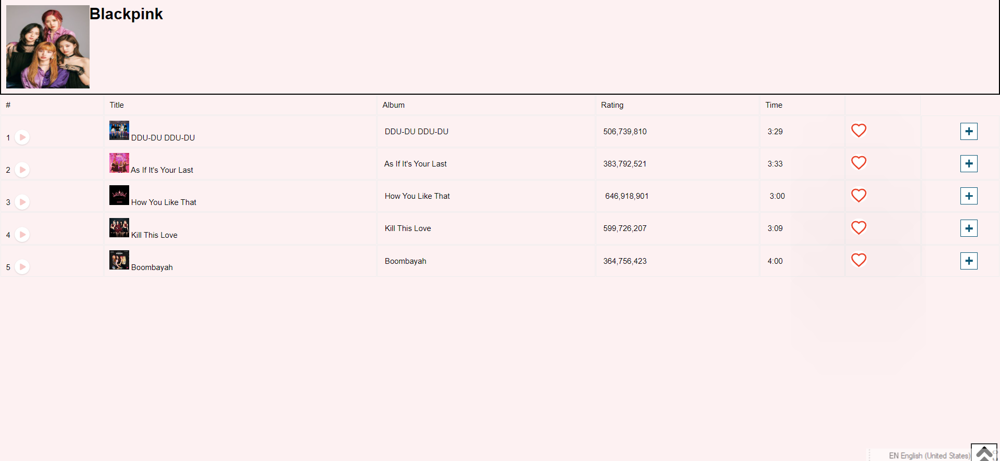 Blackpink
# Title Album Rating Time
1 DDU-DU DDU-DU DDU-DU DDU-DU 506,739,810 3:29
2 As If It's Your Last As If It's Your Last 383,792,521 3:33
3 How You Like That How You Like That 646,918,901 3:00
4 Kill This Love Kill This Love 599,726,207 3:09
5 Boombayah Boombayah 364,756,423 4:00
EN English (United States)